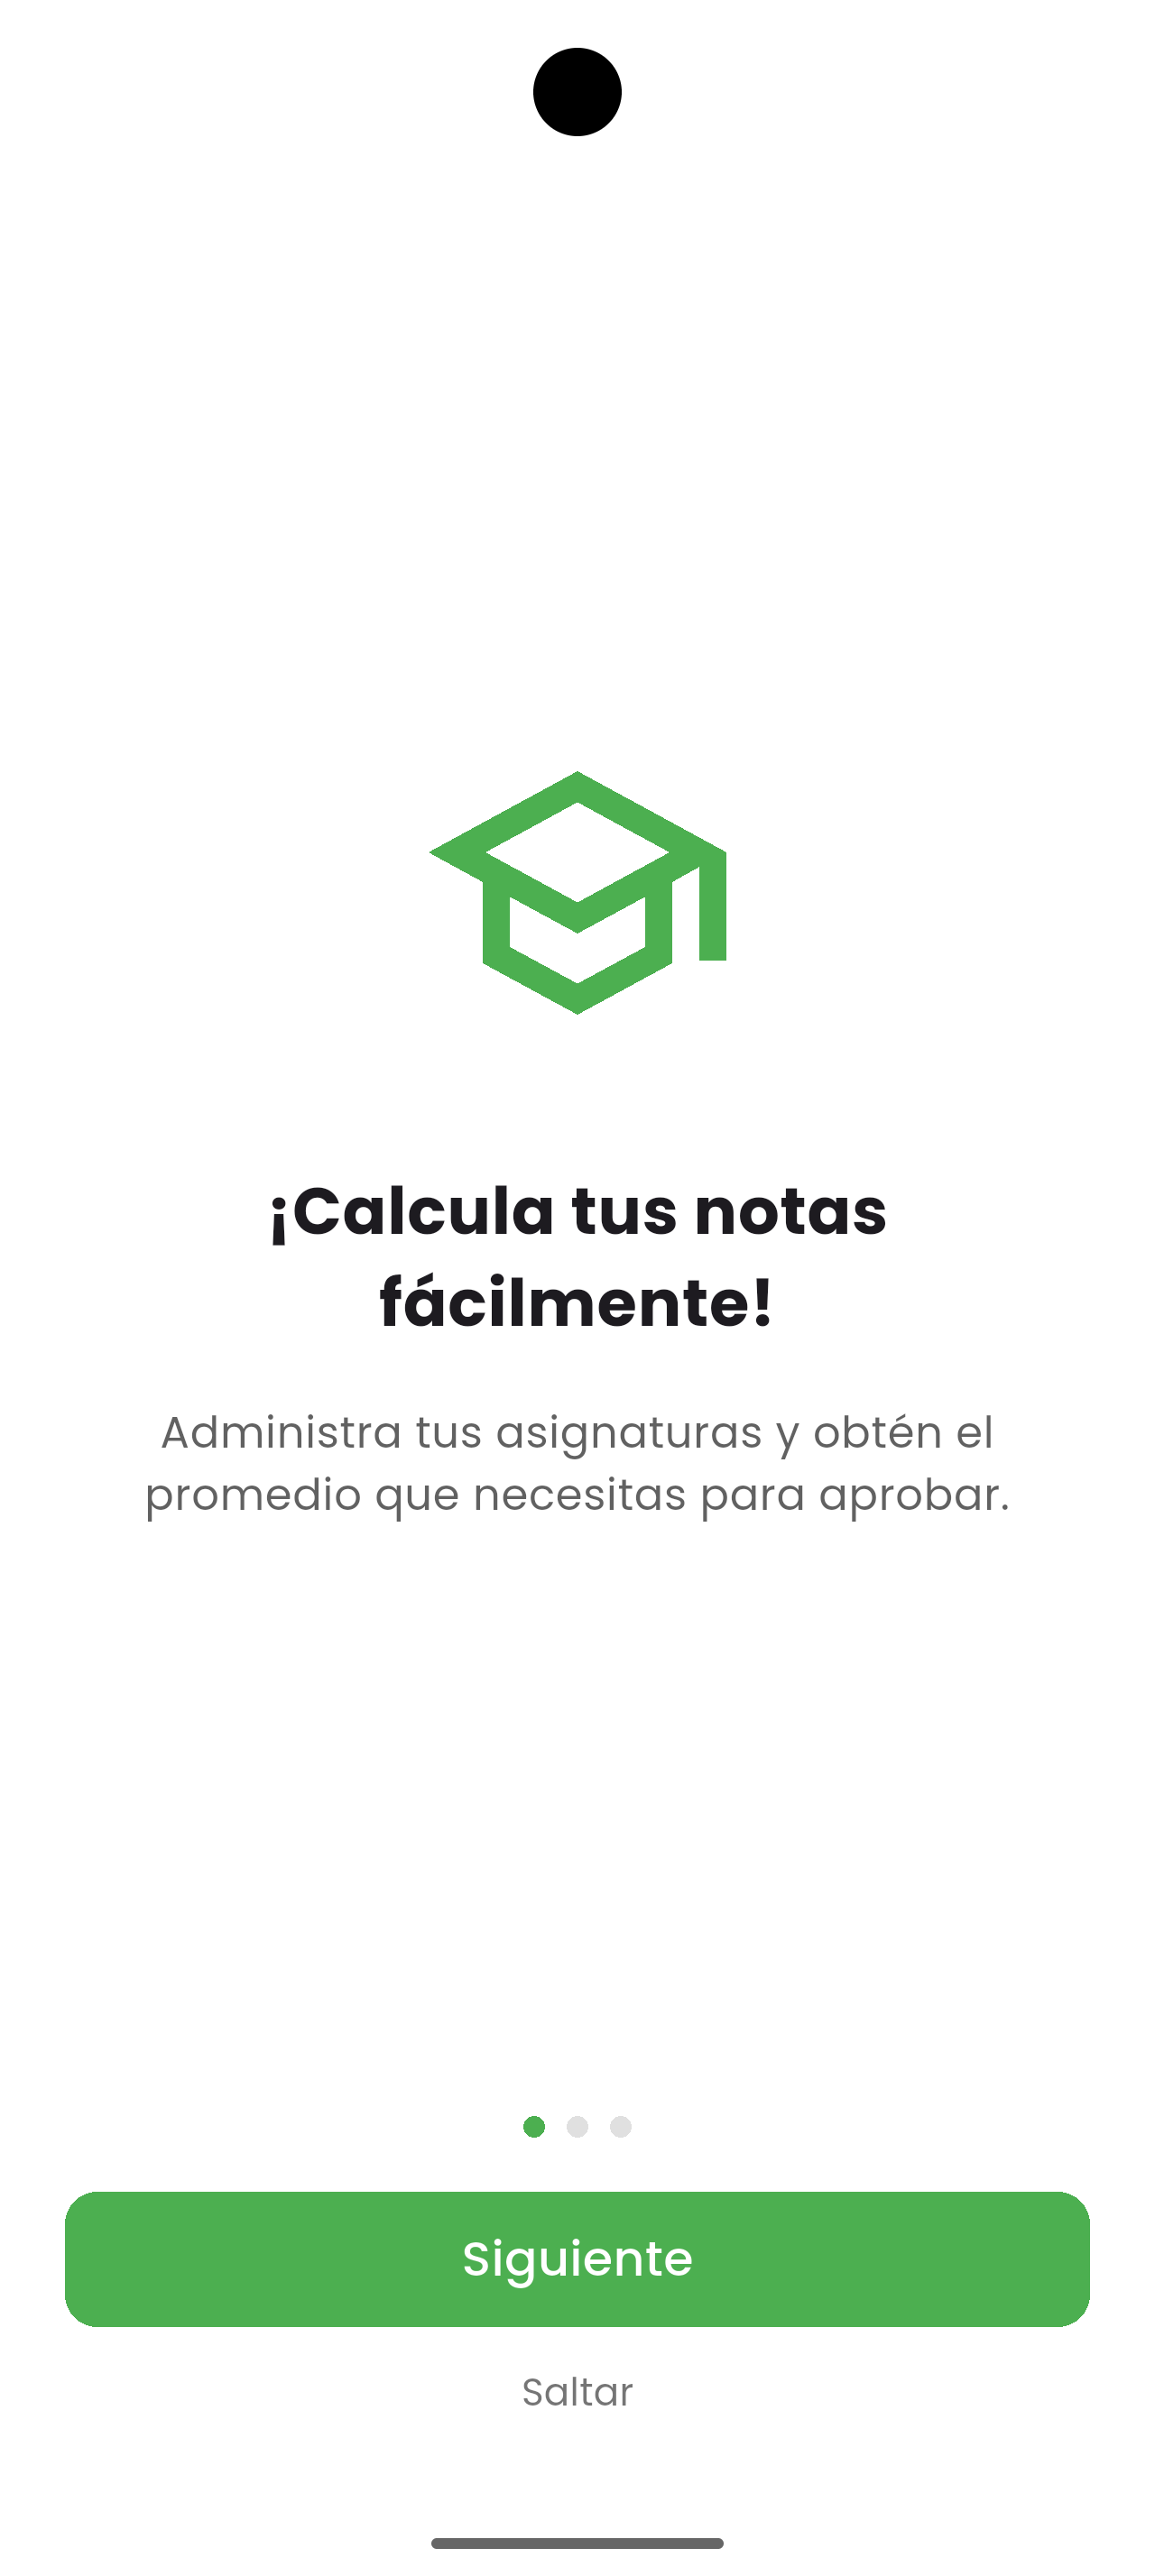 ¡Calcula tus notas
fácilmente!
Administra tus asignaturas y obtén el
promedio que necesitas para aprobar.
Siguiente
Saltar